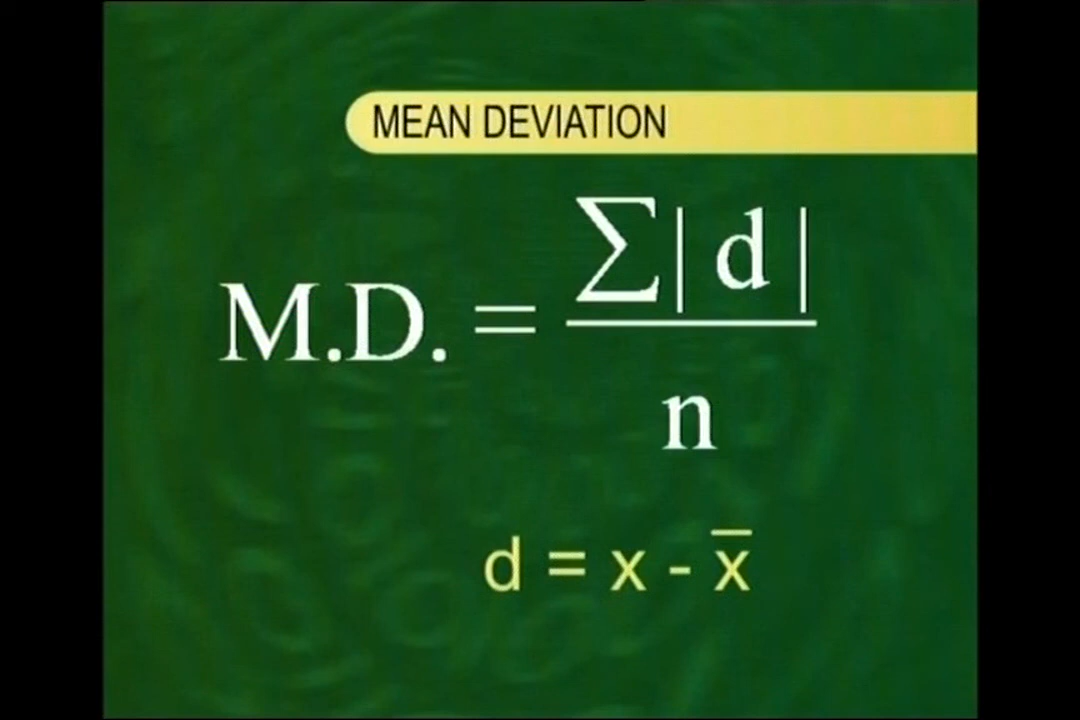 MEAN DEVIATION
M.D. = ∑| d |
n
d = x - x̅